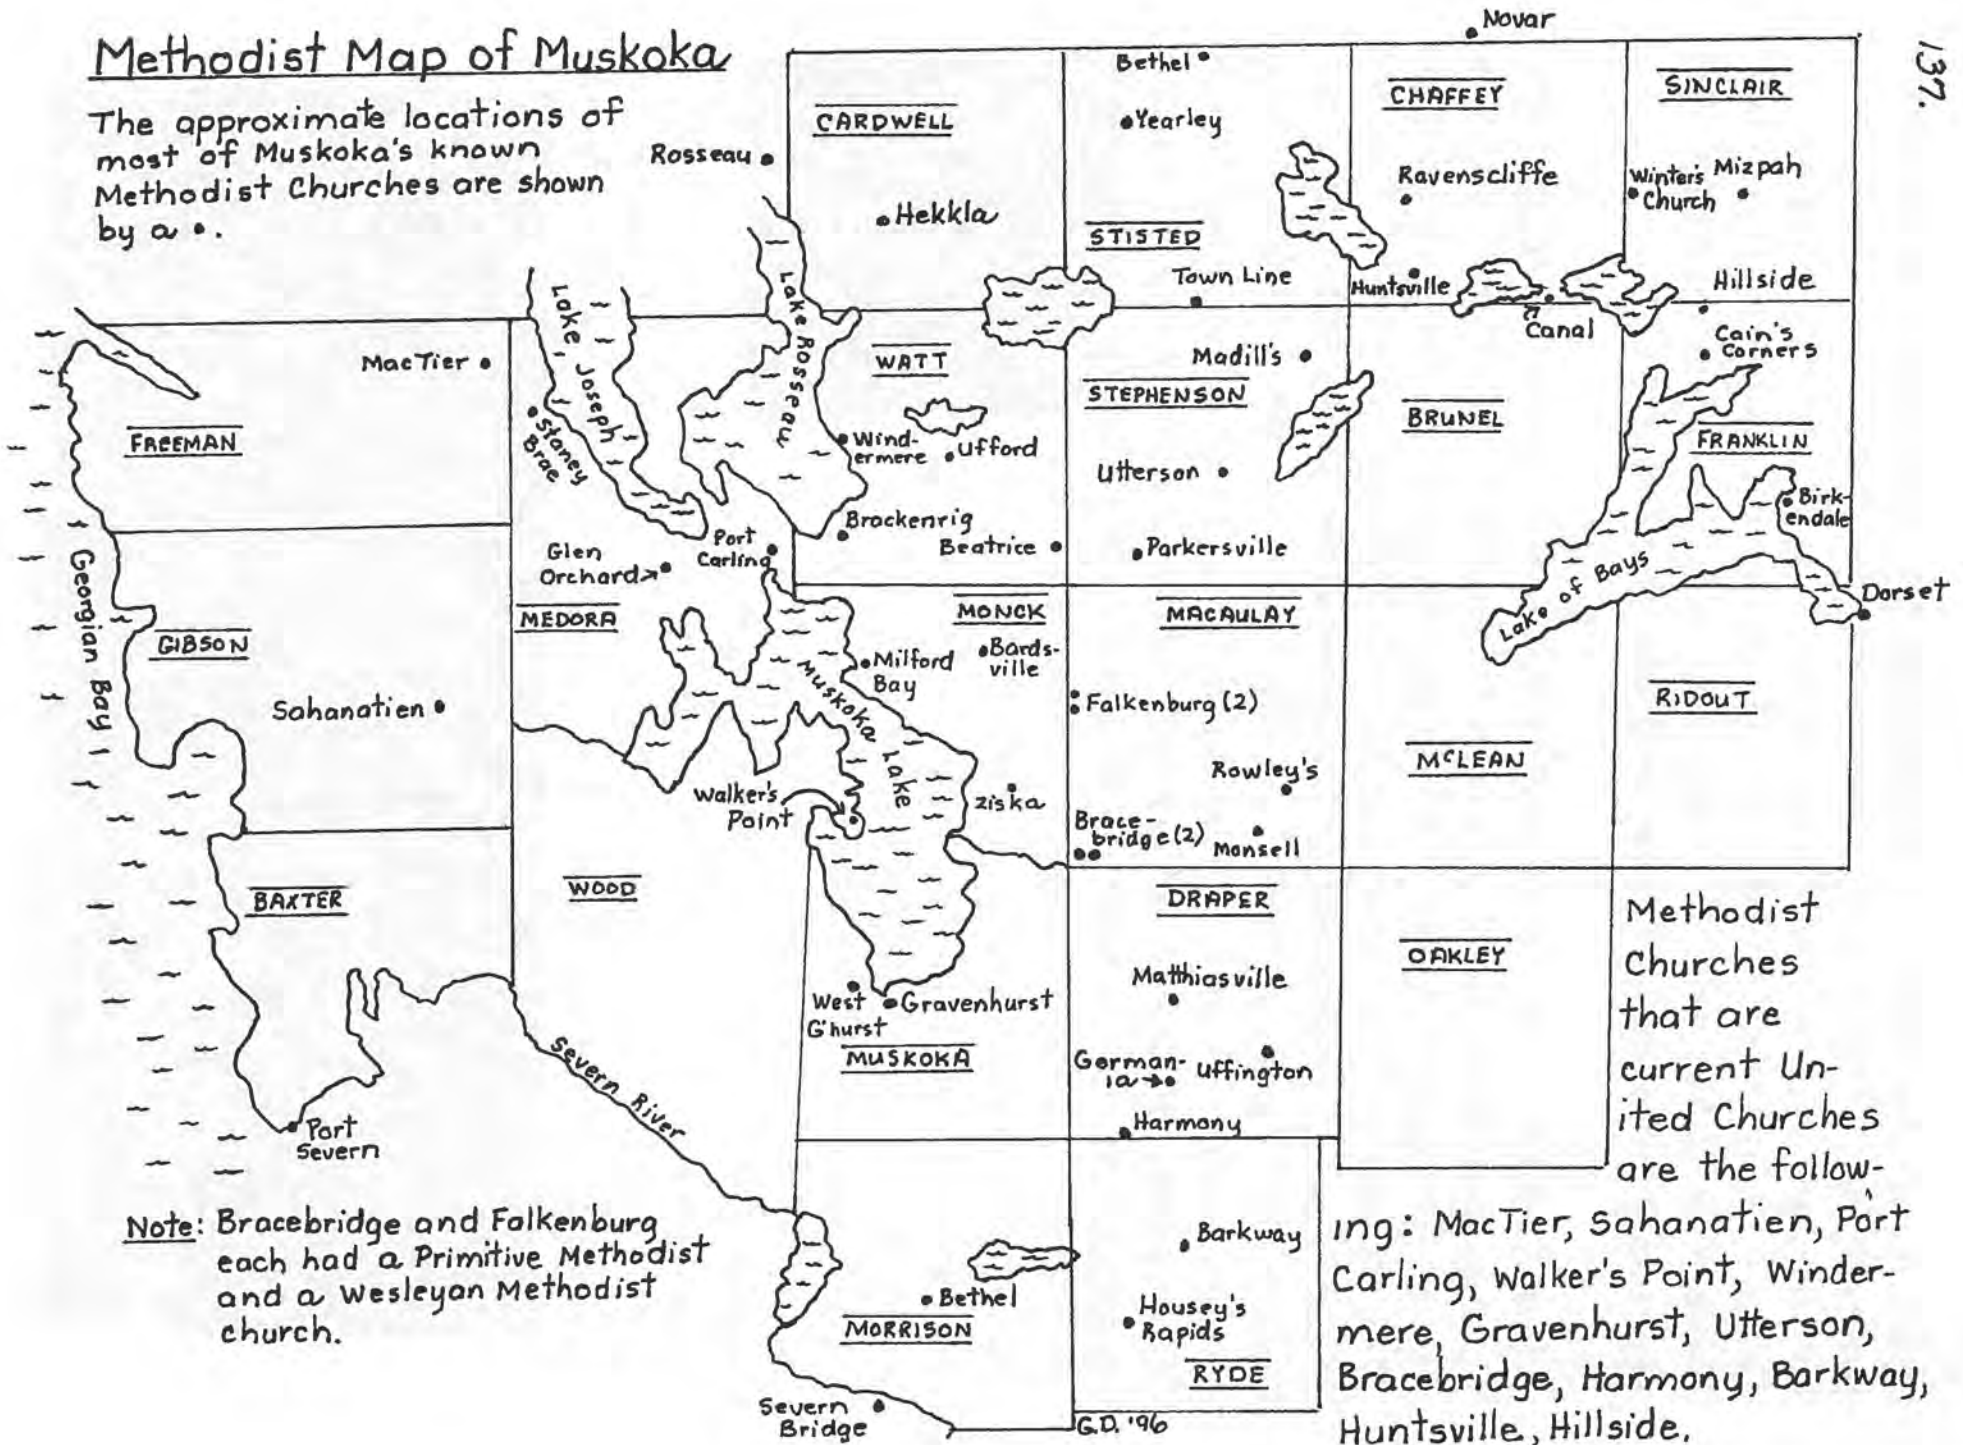 137.
Methodist Map of Muskoka
The approximate locations of
most of Muskoka's known
Methodist Churches are shown
by a •.
Novar
Bethel
CARDWELL
Yearley
CHAFFEY
SINCLAIR
Rosseau
Hekkla
STISTED
Ravenscliffe
Winter's
Church
Mizpah
Town Line
Huntsville
Canal
Hillside
Cain's
Corners
Lake Joseph
Lake Rosseau
MacTier
WATT
Madill's
STEPHENSON
BRUNEL
FRANKLIN
FREEMAN
Staney
Brae
Wind-
ermere
Ufford
Utterson
Birk-
endale
Brackenrig
Beatrice
Parkersville
Port
Carling
Glen
Orchard
Georgian Bay
GIBSON
MEDORA
MONCK
MACAULAY
Lake of Bays
Dorset
Milford
Bay
Bards-
ville
Muskoka Lake
Sahanatien
Falkenburg (2)
RIDOUT
MCLEAN
Rowley's
Walker's
Point
Ziska
Brace-
bridge (2)
Monsell
BAXTER
WOOD
DRAPER
OAKLEY
Matthiasville
West
G'hurst
Gravenhurst
MUSKOKA
German-
ia
Uffington
Harmony
Severn River
Port
Severn
Barkway
Bethel
Housey's
Rapids
MORRISON
RYDE
Severn
Bridge
G.D. '96
Note: Bracebridge and Falkenburg
each had a Primitive Methodist
and a Wesleyan Methodist
church.
Methodist
Churches
that are
current Un-
ited Churches
are the follow-
ing: MacTier, Sahanatien, Port
Carling, Walker's Point, Winder-
mere, Gravenhurst, Utterson,
Bracebridge, Harmony, Barkway,
Huntsville, Hillside.